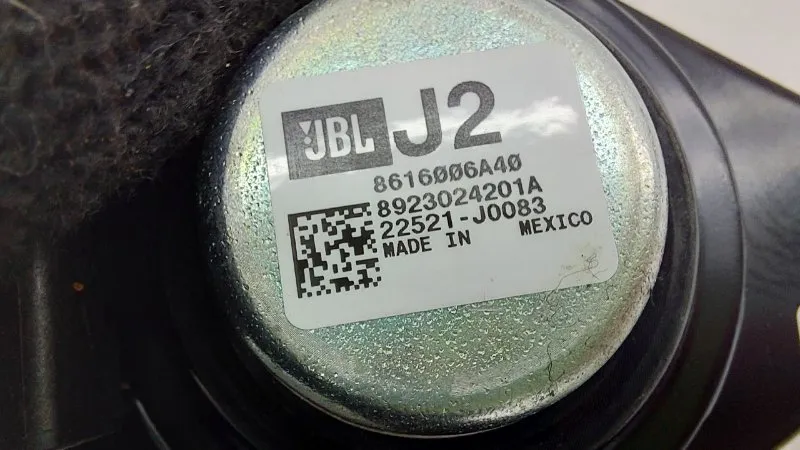 JBL J2
8616006A40
8923024201A
22521-J0083
MADE IN MEXICO